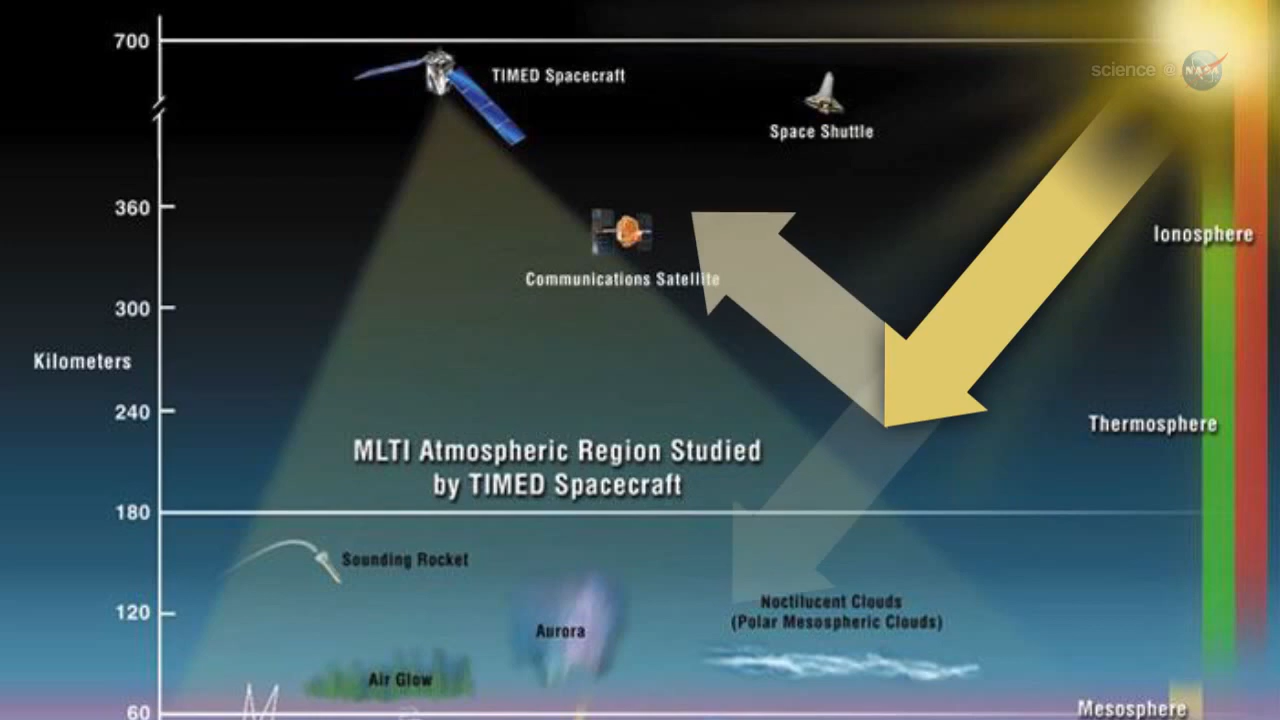 700
TIMED Spacecraft
science @ NASA
Space Shuttle
360
Ionosphere
Communications Satellite
300
Kilometers
240
Thermosphere
MLTI Atmospheric Region Studied
by TIMED Spacecraft
180
Sounding Rocket
120
Noctilucent Clouds
(Polar Mesospheric Clouds)
Aurora
Air Glow
60
Mesosphere